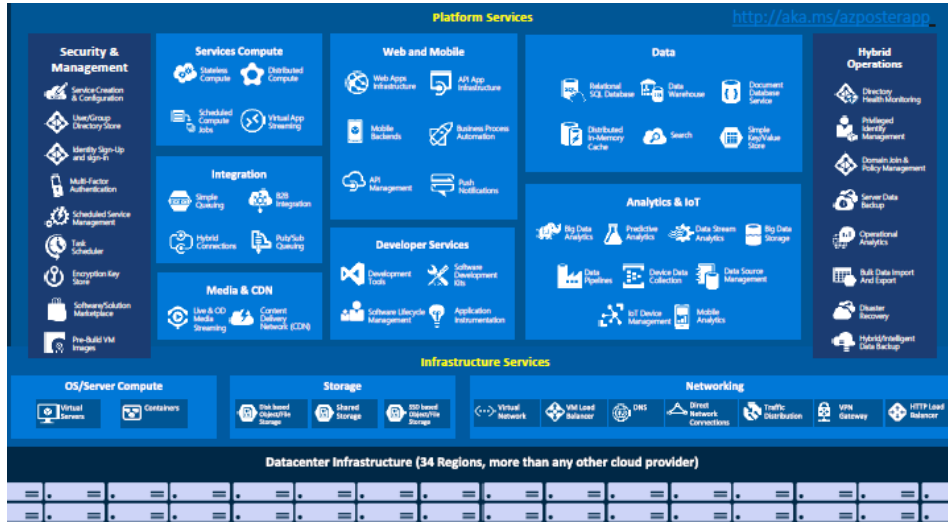 Platform Services
http://aka.ms/azposterapp
Security &
Management
Service Creation
& Configuration
User/Group
Directory Store
Identity Sign-Up
and sign-in
Multi-Factor
Authentication
Scheduled Service
Management
Task
Scheduler
Encryption Key
Store
Software/Solution
Marketplace
Pre-Build VM
Images
Services Compute
Stateless
Compute
Distributed
Compute
Scheduled
Compute
Jobs
Virtual App
Streaming
Integration
Simple
Queuing
B2B
Integration
Hybrid
Connections
Pub/Sub
Queuing
Media & CDN
Live & OD
Media
Streaming
Content
Delivery
Network (CDN)
Web and Mobile
Web Apps
Infrastructure
API App
Infrastructure
Mobile
Backends
Business Process
Automation
API
Management
Push
Notifications
Developer Services
Development
Tools
Software
Development
Kits
Software Lifecycle
Management
Application
Instrumentation
Data
Relational
SQL Database
Data
Warehouse
Document
Database
Service
Distributed
In-Memory
Cache
Search
Simple
Key/Value
Store
Analytics & IoT
Big Data
Analytics
Predictive
Analytics
Data Stream
Analytics
Big Data
Storage
Data
Pipelines
Device Data
Collection
Data Source
Management
IoT Device
Management
Mobile
Analytics
Hybrid
Operations
Directory
Health Monitoring
Privileged
Identity
Management
Domain Join &
Policy Management
Server Data
Backup
Operational
Analytics
Bulk Data Import
And Export
Disaster
Recovery
Hybrid/Intelligent
Data Backup
Infrastructure Services
OS/Server Compute
Virtual
Servers
Containers
Storage
Disk based
Object/File
Storage
Shared
Storage
SSD based
Object/File
Storage
Networking
Virtual
Network
VM Load
Balancer
DNS
Direct
Network
Connections
Traffic
Distribution
VPN
Gateway
HTTP Load
Balancer
Datacenter Infrastructure (34 Regions, more than any other cloud provider)